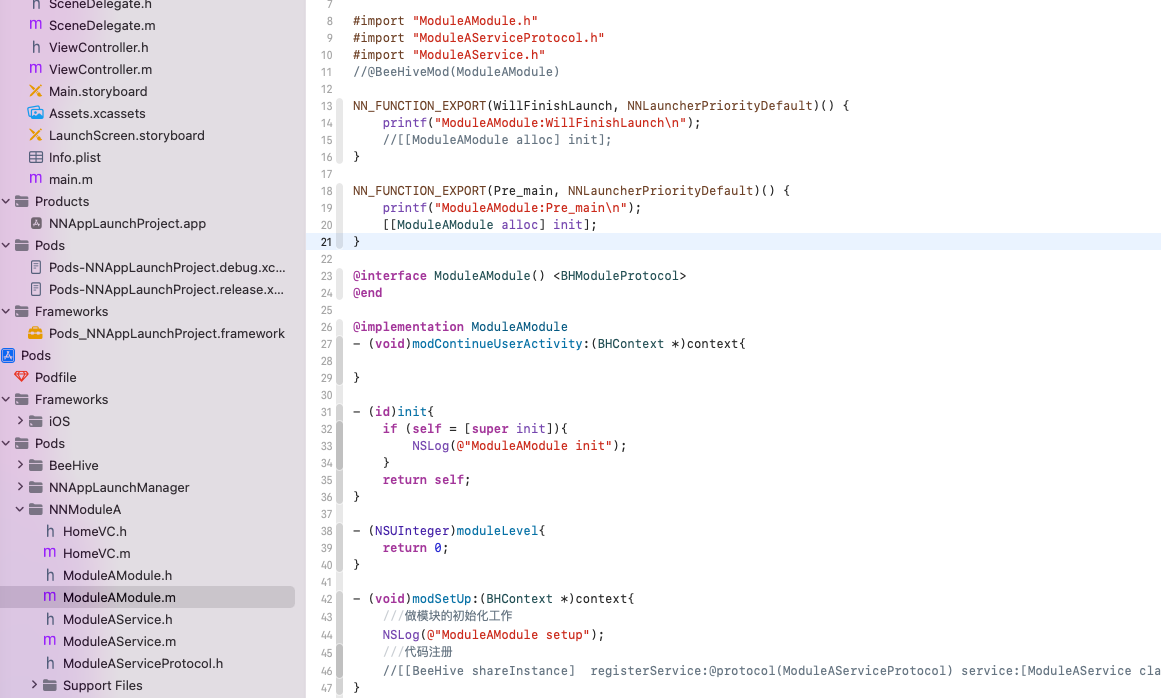 SceneDelegate.h
SceneDelegate.m
ViewController.h
ViewController.m
Main.storyboard
Assets.xcassets
LaunchScreen.storyboard
Info.plist
main.m
Products
NNAppLaunchProject.app
Pods
Pods-NNAppLaunchProject.debug.xc...
Pods-NNAppLaunchProject.release.x...
Frameworks
Pods_NNAppLaunchProject.framework
Pods
Podfile
Frameworks
iOS
Pods
BeeHive
NNAppLaunchManager
NNModuleA
h HomeVC.h
m HomeVC.m
h ModuleAModule.h
m ModuleAModule.m
h ModuleAService.h
m ModuleAService.m
h ModuleAServiceProtocol.h
Support Files
7
8 #import "ModuleAModule.h"
9 #import "ModuleAServiceProtocol.h"
10 #import "ModuleAService.h"
11 //@BeeHiveMod(ModuleAModule)
12
13 NN_FUNCTION_EXPORT(WillFinishLaunch, NNLauncherPriorityDefault)() {
14 printf("ModuleAModule:WillFinishLaunch\n");
15 //[[ModuleAModule alloc] init];
16 }
17
18 NN_FUNCTION_EXPORT(Pre_main, NNLauncherPriorityDefault)() {
19 printf("ModuleAModule:Pre_main\n");
20 [[ModuleAModule alloc] init];
21 }
22
23 @interface ModuleAModule() <BHModuleProtocol>
24 @end
25
26 @implementation ModuleAModule
27 - (void)modContinueUserActivity:(BHContext *)context{
28
29 }
30
31 - (id)init{
32 if (self = [super init]){
33 NSLog(@"ModuleAModule init");
34 }
35 return self;
36 }
37
38 - (NSUInteger)moduleLevel{
39 return 0;
40 }
41
42 - (void)modSetUp:(BHContext *)context{
43 ///做模块的初始化工作
44 NSLog(@"ModuleAModule setup");
45 ///代码注册
46 //[[BeeHive shareInstance] registerService:@protocol(ModuleAServiceProtocol) service:[ModuleAService cla
47 }